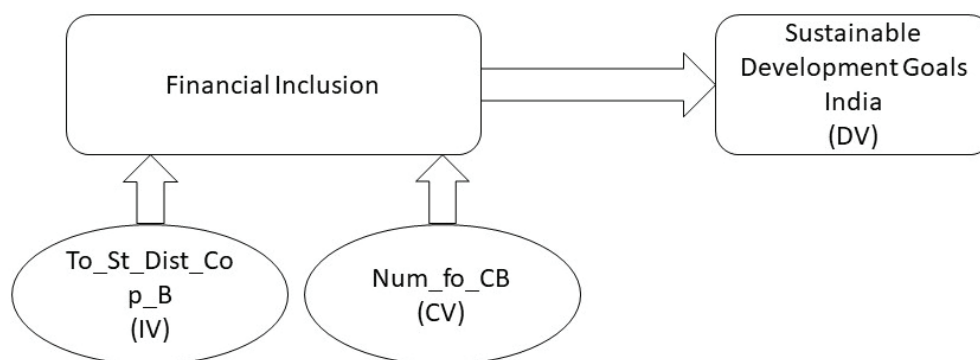 Financial Inclusion
Sustainable
Development Goals
India
(DV)
To_St_Dist_Co
p_B
(IV)
Num_fo_CB
(CV)